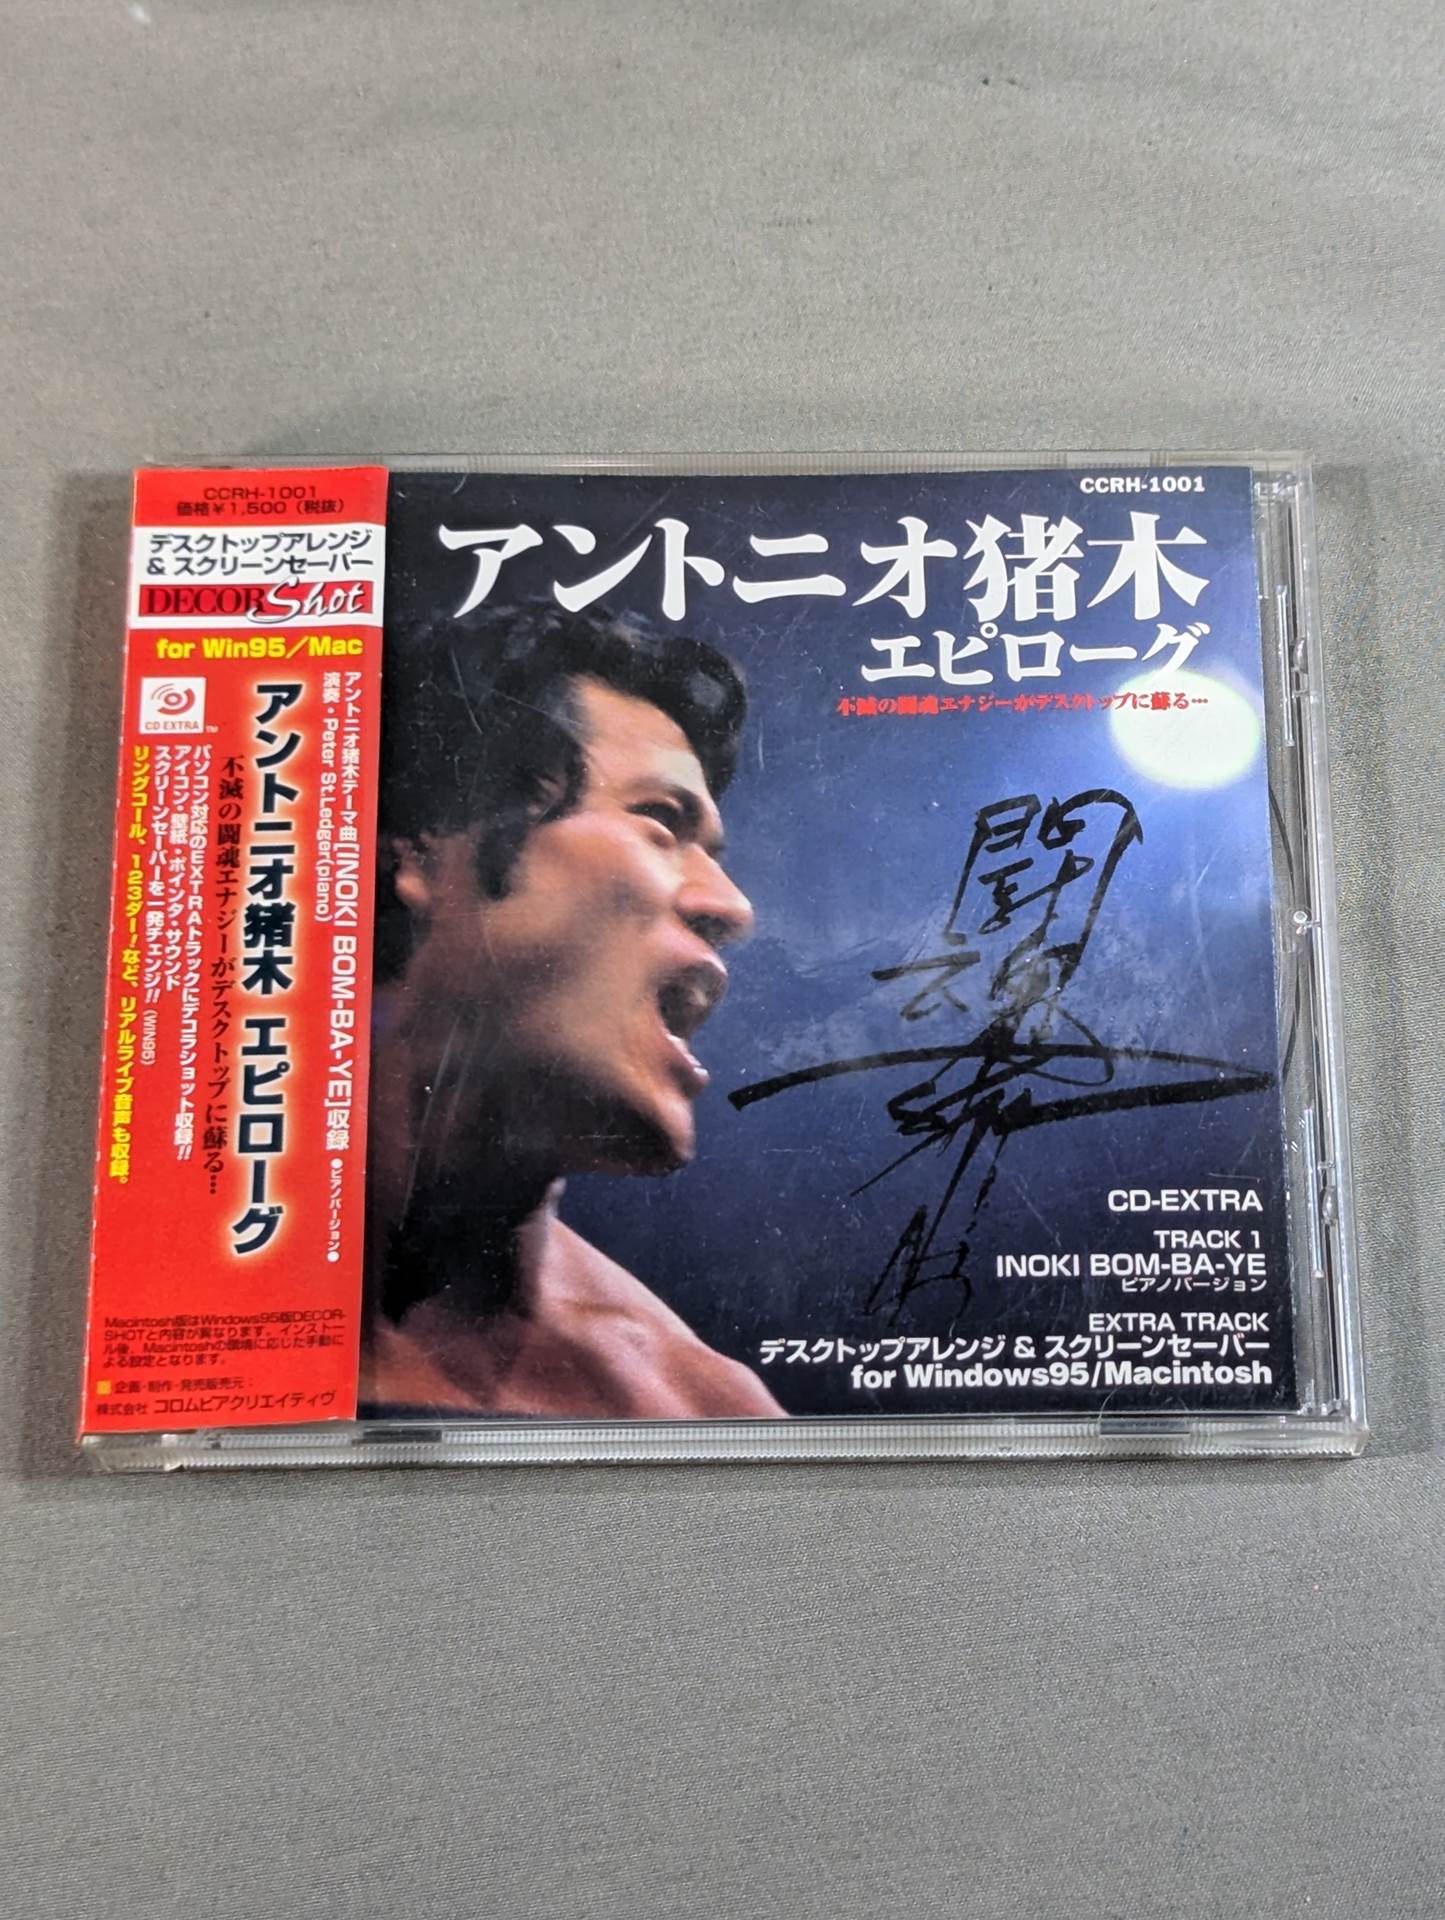 CCRH-1001
価格¥1,500（税抜）
デスクトップアレンジ
& スクリーンセーバー
DECOR Shot
for Win95／Mac
CD EXTRA TM
アントニオ猪木テーマ曲[INOKI BOM-BA-YE]収録 ●ピアノバージョン●
演奏・Peter St.Ledger(piano)
アントニオ猪木 エピローグ
不滅の闘魂エナジーがデスクトップに蘇る…
パソコン対応のEXTRAトラックにデコラショット収録!!
アイコン・壁紙・ポインタ・サウンド
スクリーンセーバーを一発チェンジ!!(WIN95)
リングコール、123ダー!など、リアルライブ音声も収録。
Macintosh版はWindows95版DECOR-
SHOTと内容が異なります。インストー
ル後、Macintoshの環境に応じた手動に
よる設定となります。
企画・制作・発売販売元：
株式会社 コロムビアクリエイティヴ
CCRH-1001
アントニオ猪木
エピローグ
不滅の闘魂エナジーがデスクトップに蘇る…
闘
魂
CD-EXTRA
TRACK 1
INOKI BOM-BA-YE
ピアノバージョン
EXTRA TRACK
デスクトップアレンジ & スクリーンセーバー
for Windows95/Macintosh